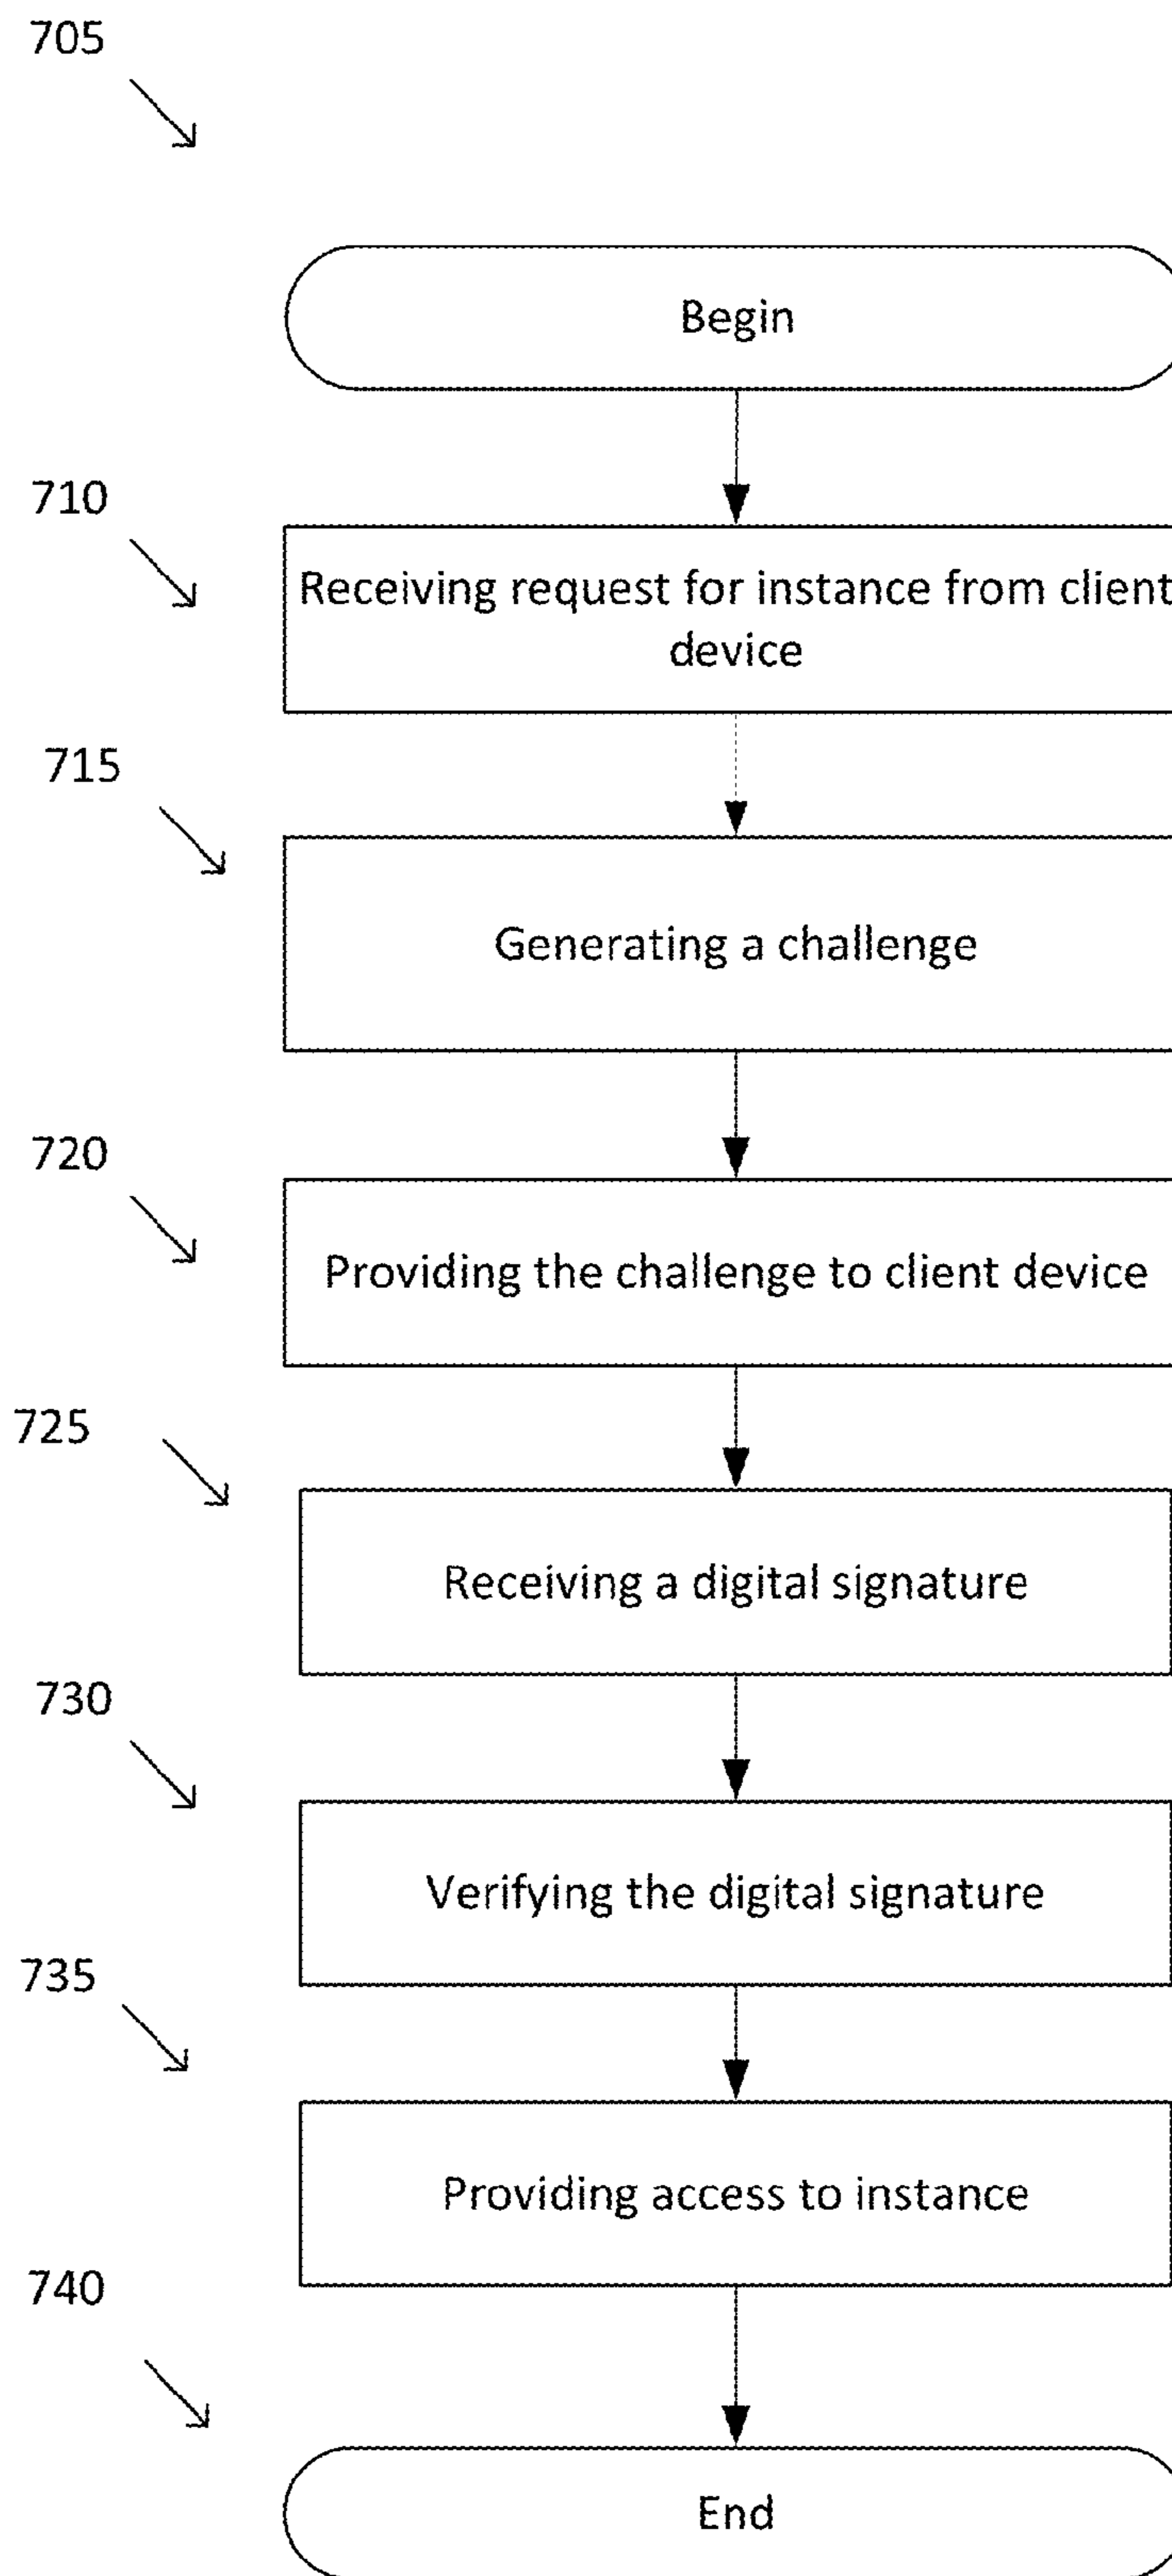 705
Begin
710
Receiving request for instance from client
device
715
Generating a challenge
720
Providing the challenge to client device
725
Receiving a digital signature
730
Verifying the digital signature
735
Providing access to instance
740
End